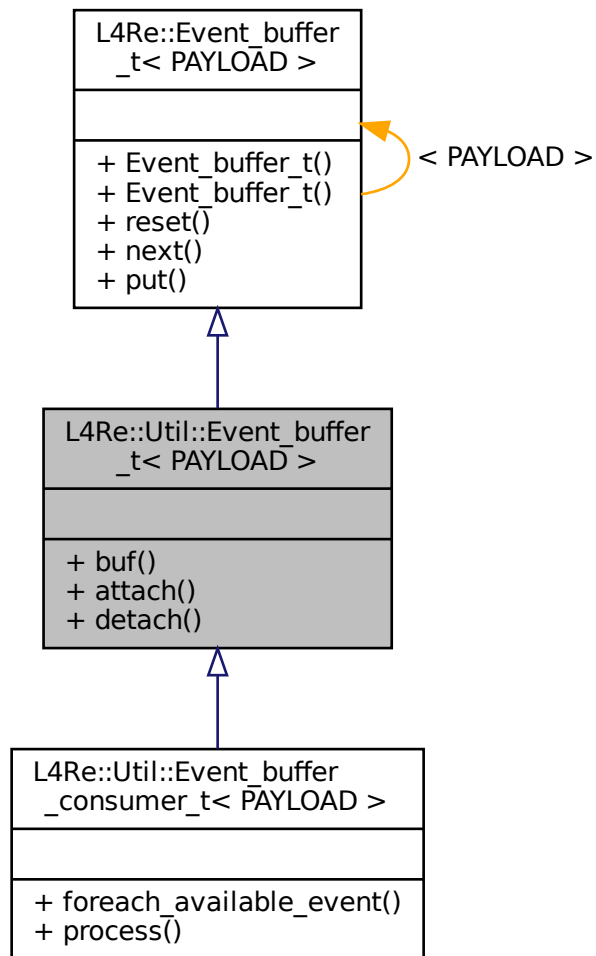 L4Re::Event_buffer
_t< PAYLOAD >
+ Event_buffer_t()
+ Event_buffer_t()
+ reset()
+ next()
+ put()
< PAYLOAD >
L4Re::Util::Event_buffer
_t< PAYLOAD >
+ buf()
+ attach()
+ detach()
L4Re::Util::Event_buffer
_consumer_t< PAYLOAD >
+ foreach_available_event()
+ process()